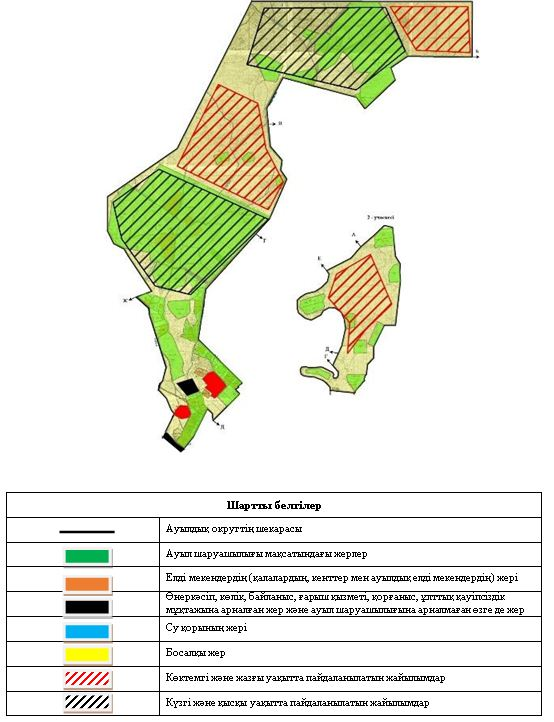 2 - учаскесі
А
Е
Д
Г
Г
Ж
Д
Шартты белгілер
Ауылдық округтің шекарасы
Ауыл шаруашылығы мақсатындағы жерлер
Елді мекендердің (қалалардың, кенттер мен ауылдық елді мекендердің) жері
Өнеркәсіп, көлік, байланыс, ғарыш қызметі, қорғаныс, ұлттық қауіпсіздік
мұқтажына арналған жер және ауыл шаруашылығына арналмаған өзге де жер
Су қорының жері
Босалқы жер
Көктемгі және жазғы уақытта пайдаланылатын жайылымдар
Күзгі және қысқы уақытта пайдаланылатын жайылымдар